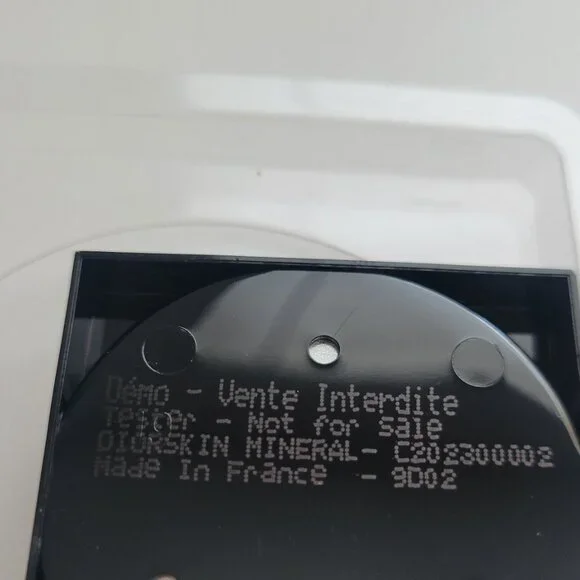 Démo - Vente Interdite
Tester - Not for sale
DIORSKIN MINERAL- C202300002
Made In France - 9D02